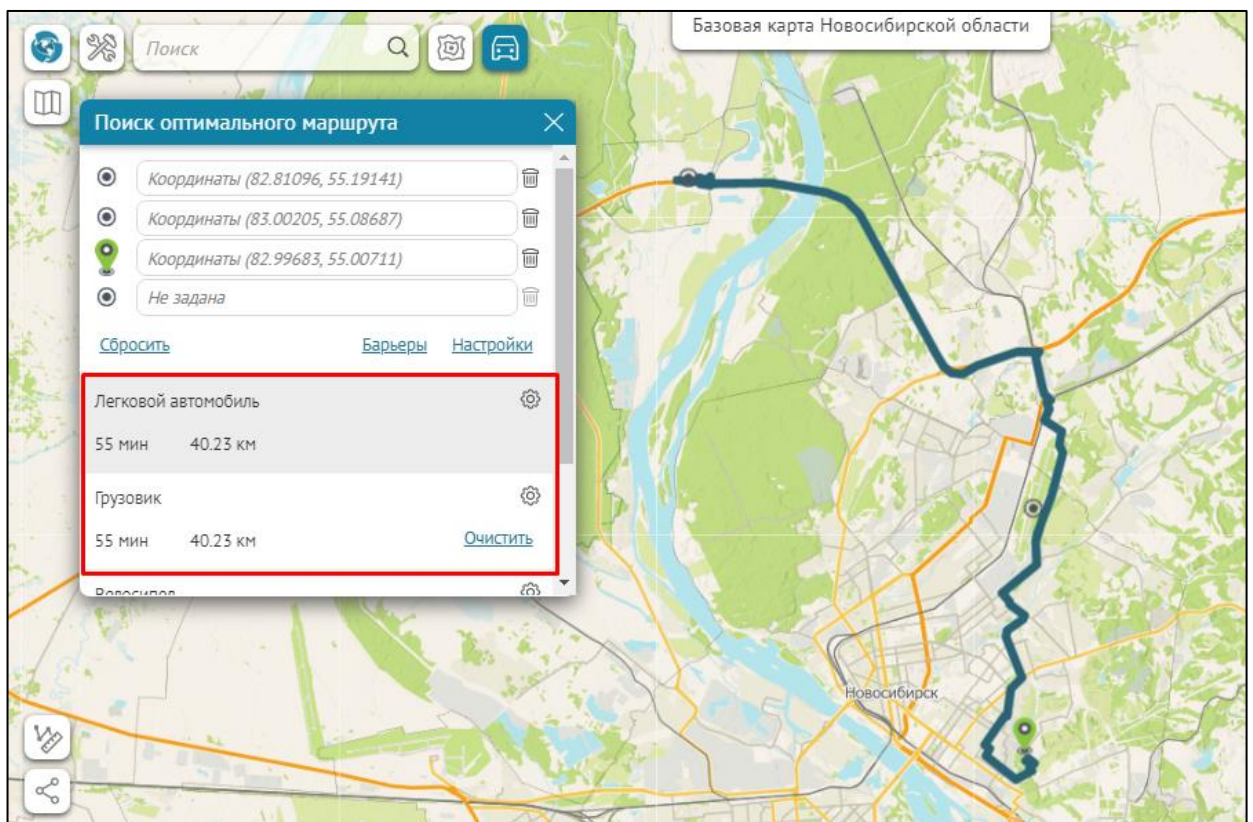 Поиск
Базовая карта Новосибирской области
Поиск оптимального маршрута
Координаты (82.81096, 55.19141)
Координаты (83.00205, 55.08687)
Координаты (82.99683, 55.00711)
Не задана
Сбросить Барьеры Настройки
Легковой автомобиль
55 мин 40.23 км
Грузовик
55 мин 40.23 км Очистить
Велосипед
Новосибирск